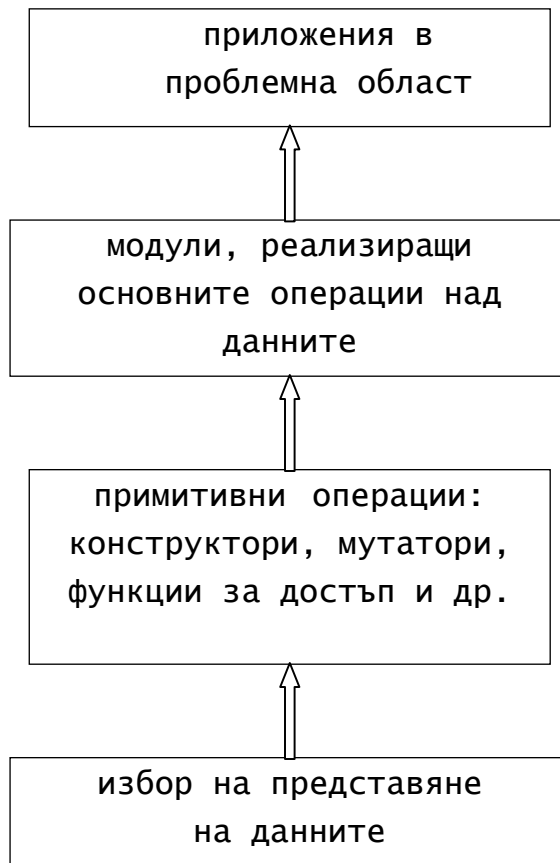 приложения в
проблемна област
модули, реализиращи
основните операции над
данните
примитивни операции:
конструктори, мутатори,
функции за достъп и др.
избор на представяне
на данните